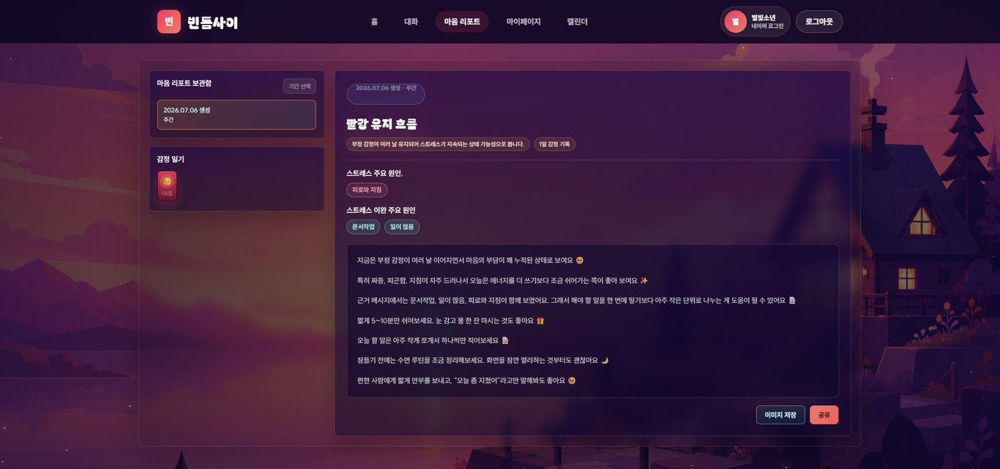 빈
빈틈사이
홈
대화
마음 리포트
마이페이지
캘린더
별
별빛소년
네이버 로그인
로그아웃
마음 리포트 보관함
기간 선택
2026.07.06 생성
주간
감정 일기
06일
2026.07.06 생성 · 주간
빨강 유지 흐름
부정 감정이 여러 날 유지되어 스트레스가 지속되는 상태 가능성으로 봅니다.
1일 감정 기록
스트레스 주요 원인.
피로와 지침
스트레스 이완 주요 원인
문서작업
일이 많음
지금은 부정 감정이 여러 날 이어지면서 마음의 부담이 꽤 누적된 상태로 보여요 🥺
특히 짜증, 피곤함, 지침이 자주 드러나서 오늘은 에너지를 더 쓰기보다 조금 쉬어가는 쪽이 좋아 보여요 ✨
근거 메시지에서는 문서작업, 일이 많음, 피로와 지침이 함께 보였어요. 그래서 해야 할 일을 한 번에 밀기보다 아주 작은 단위로 나누는 게 도움이 될 수 있어요 📝
짧게 5~10분만 쉬어보세요. 눈 감고 물 한 잔 마시는 것도 좋아요 🎁
오늘 할 일은 아주 작게 쪼개서 하나씩만 적어보세요 📝
잠들기 전에는 수면 루틴을 조금 정리해보세요. 화면을 잠깐 멀리하는 것부터도 괜찮아요 🌙
편한 사람에게 짧게 안부를 보내고, “오늘 좀 지쳤어”라고만 말해봐도 좋아요 🥺
이미지 저장
공유